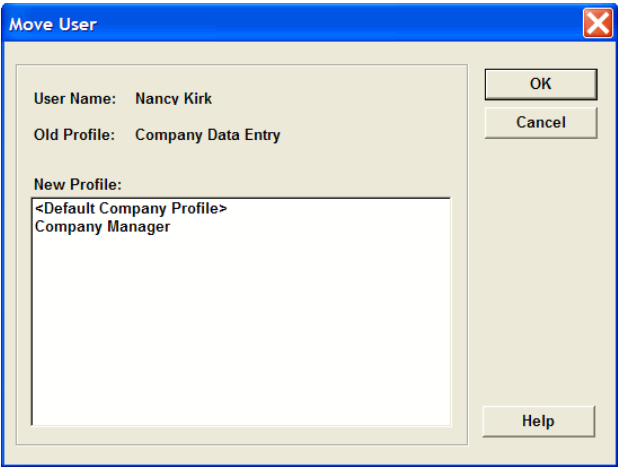 Move User
User Name: Nancy Kirk
Old Profile: Company Data Entry
New Profile:
<Default Company Profile>
Company Manager
OK
Cancel
Help